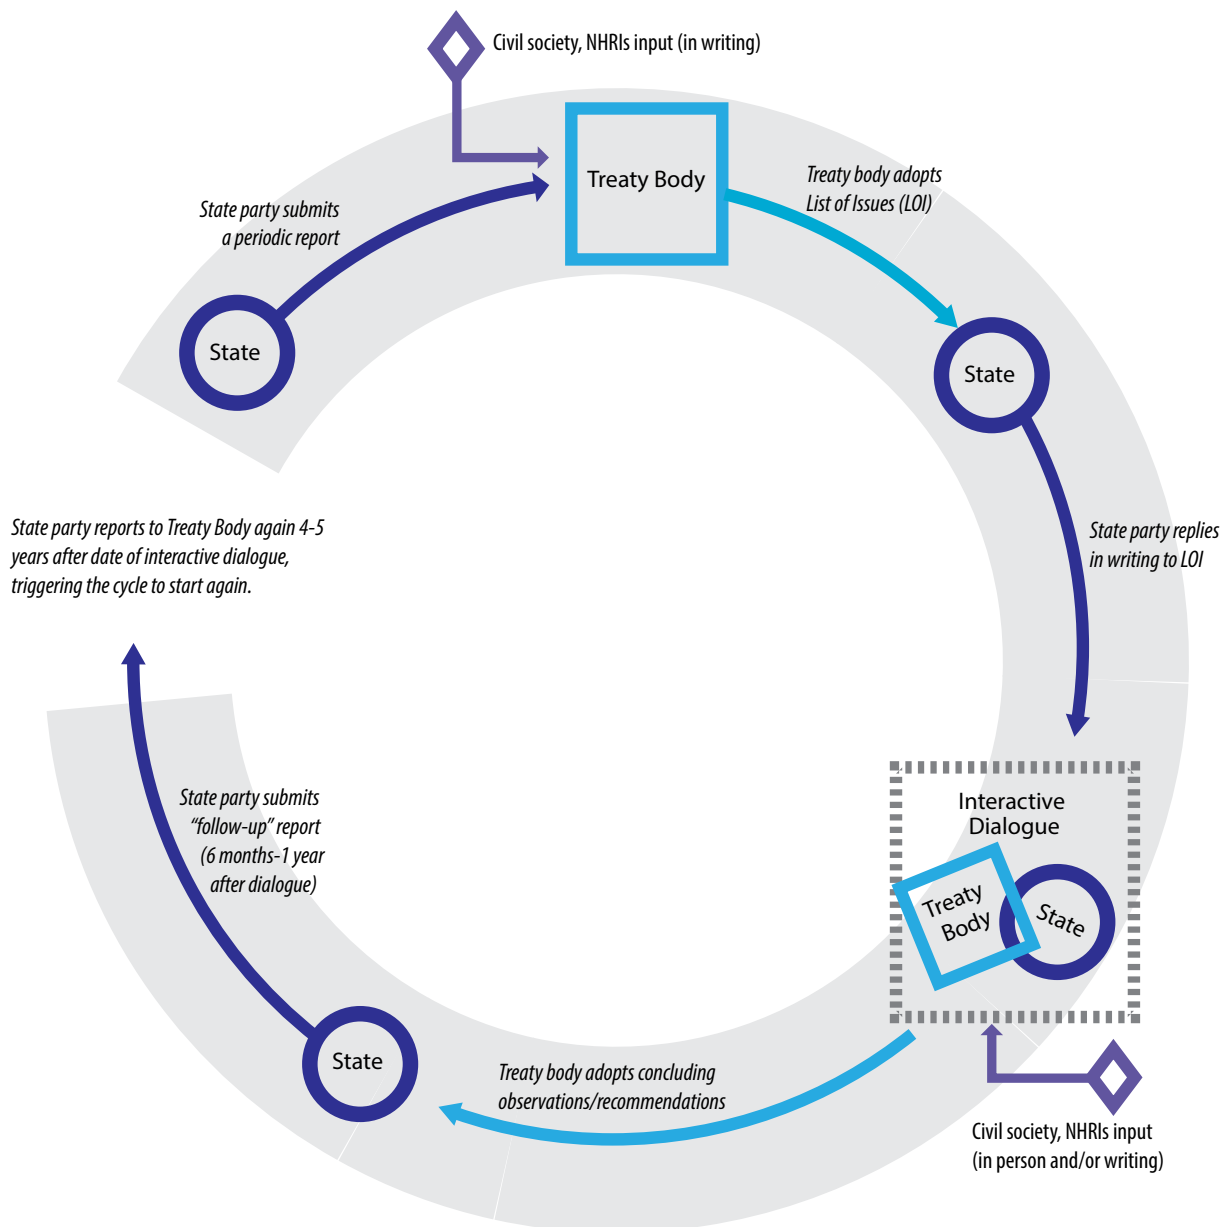 Civil society, NHRIs input (in writing)
Treaty Body
Treaty body adopts
List of Issues (LOI)
State party submits
a periodic report
State
State
State party replies
in writing to LOI
State party reports to Treaty Body again 4-5
years after date of interactive dialogue,
triggering the cycle to start again.
Interactive
Dialogue
Treaty
Body
State
State party submits
“follow-up” report
(6 months-1 year
after dialogue)
State
Treaty body adopts concluding
observations/recommendations
Civil society, NHRIs input
(in person and/or writing)